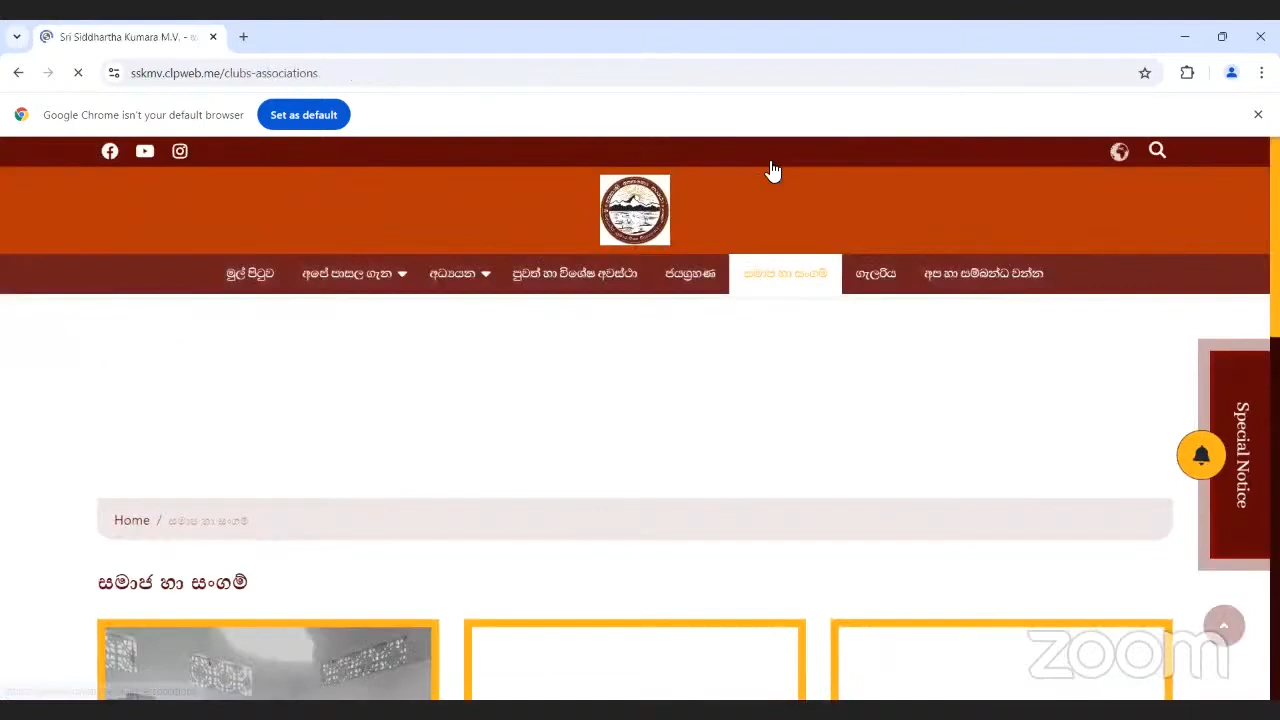 Sri Siddhartha Kumara M.V. -
sskmv.clpweb.me/clubs-associations
Google Chrome isn't your default browser
Set as default
මුල් පිටුව අපේ පාසල ගැන අධ්‍යයන පුවත් හා විශේෂ අවස්ථා ජයග්‍රහණ සමාජ හා සංගම් ගැලරිය අප හා සම්බන්ධ වන්න
Special Notice
Home / සමාජ හා සංගම්
සමාජ හා සංගම්
zoom